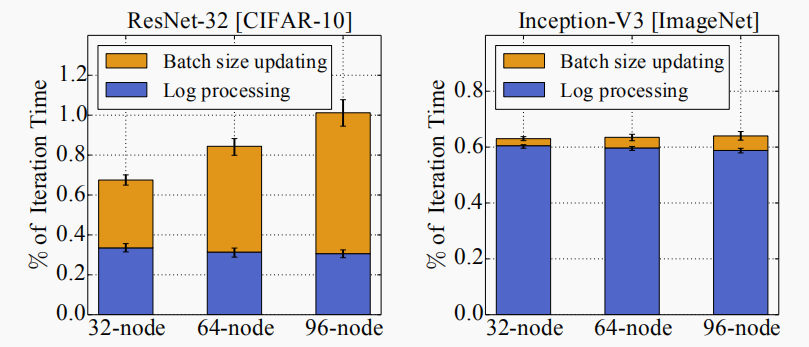 ResNet-32 [CIFAR-10]
Batch size updating
Log processing
% of Iteration Time
1.2
1.0
0.8
0.6
0.4
0.2
0.0
32-node 64-node 96-node
Inception-V3 [ImageNet]
Batch size updating
Log processing
% of Iteration Time
0.8
0.6
0.4
0.2
0.0
32-node 64-node 96-node